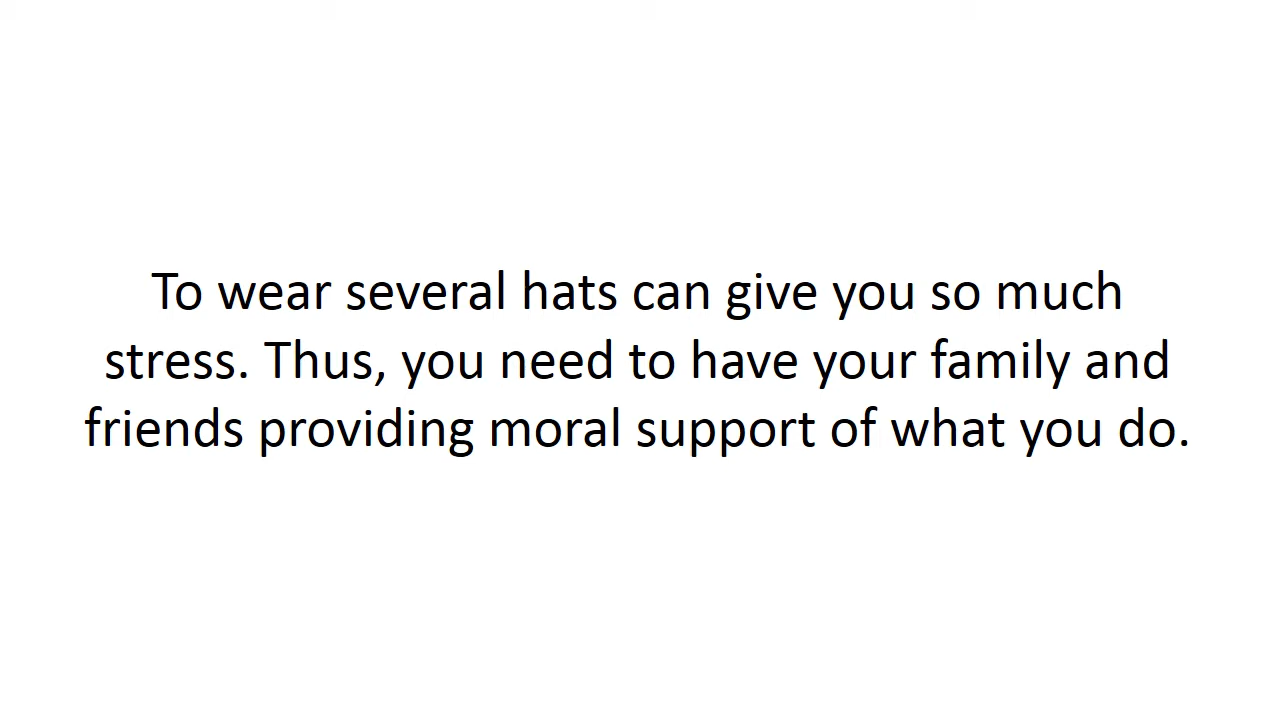 To wear several hats can give you so much
stress. Thus, you need to have your family and
friends providing moral support of what you do.